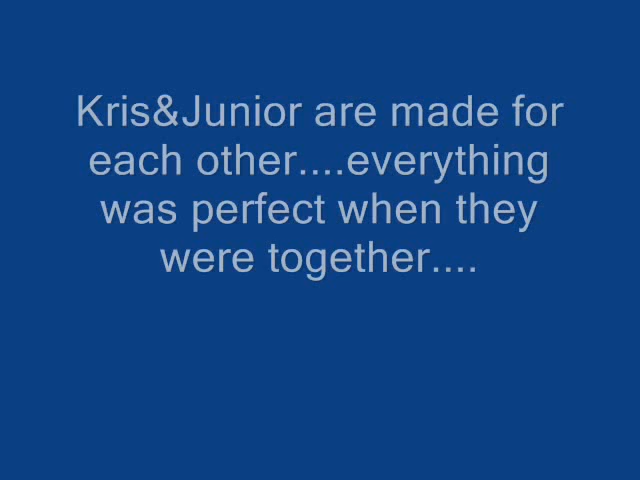 Kris&Junior are made for
each other....everything
was perfect when they
were together....